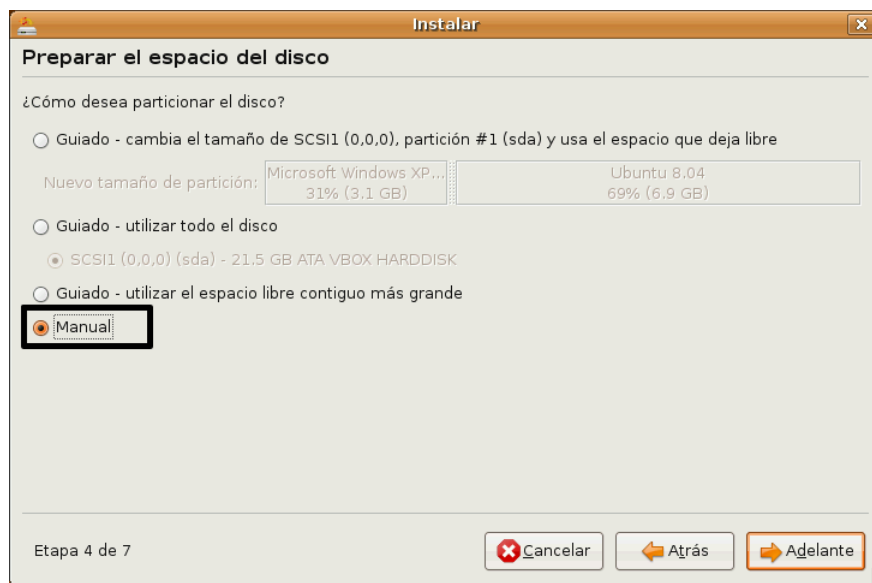 Instalar
Preparar el espacio del disco
¿Cómo desea particionar el disco?
Guiado - cambia el tamaño de SCSI1 (0,0,0), partición #1 (sda) y usa el espacio que deja libre
Nuevo tamaño de partición:
Microsoft Windows XP...
31% (3.1 GB)
Ubuntu 8.04
69% (6.9 GB)
Guiado - utilizar todo el disco
SCSI1 (0,0,0) (sda) - 21.5 GB ATA VBOX HARDDISK
Guiado - utilizar el espacio libre contiguo más grande
Manual
Etapa 4 de 7
Cancelar
Atrás
Adelante